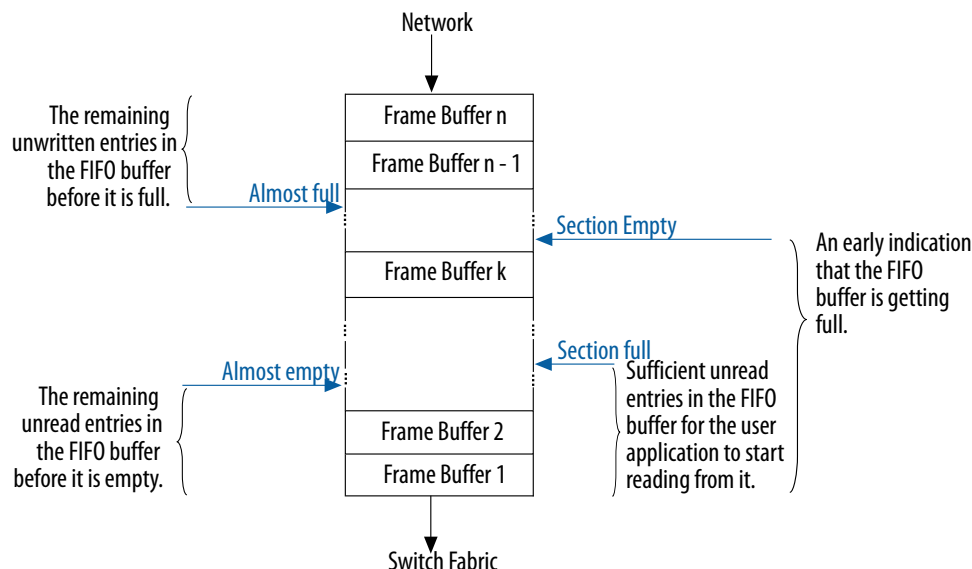 Network
The remaining
unwritten entries in
the FIFO buffer
before it is full.
Frame Buffer n
Frame Buffer n - 1
Almost full
Section Empty
An early indication
that the FIFO
buffer is getting
full.
Frame Buffer k
Section full
Almost empty
Sufficient unread
entries in the FIFO
buffer for the user
application to start
reading from it.
The remaining
unread entries in
the FIFO buffer
before it is empty.
Frame Buffer 2
Frame Buffer 1
Switch Fabric